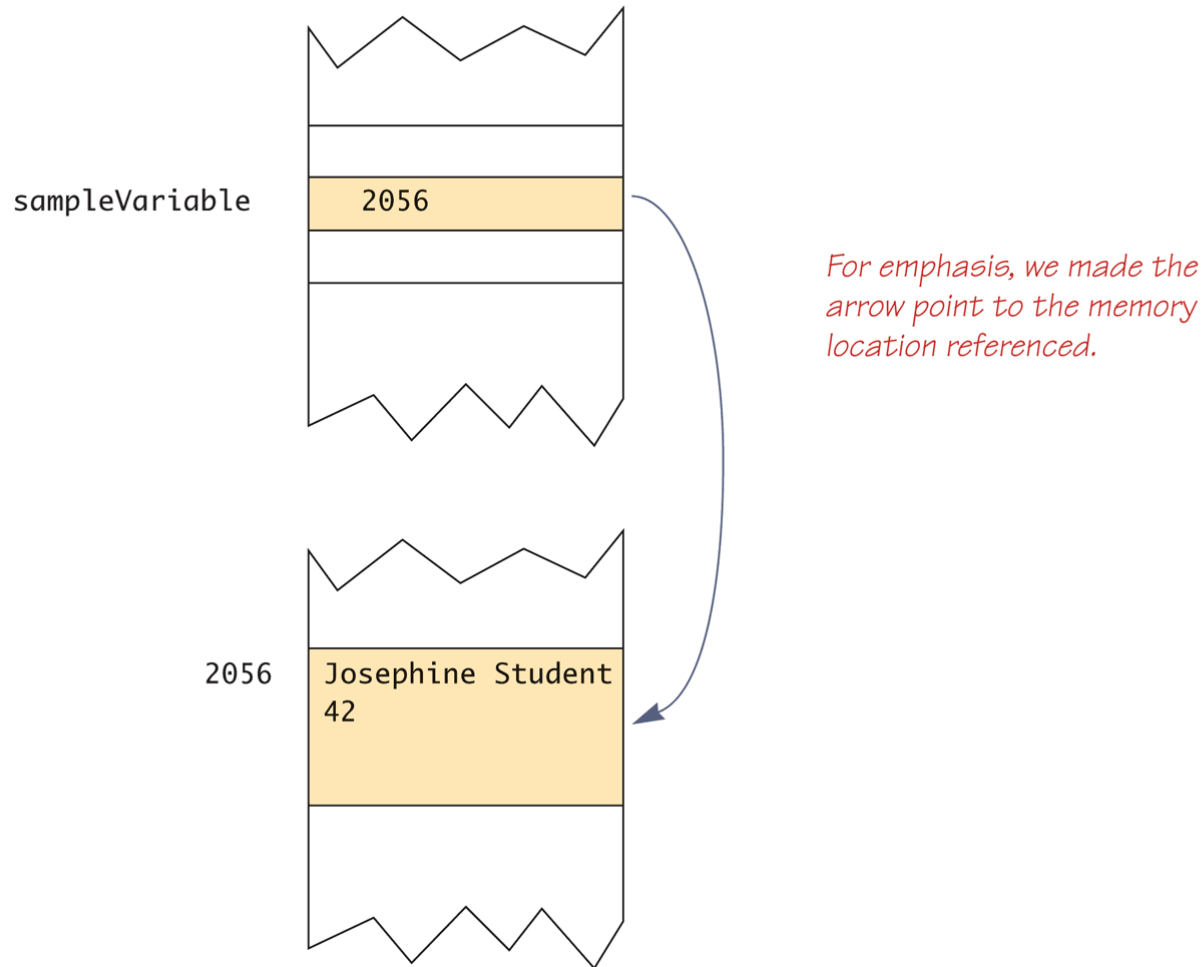 sampleVariable 2056
For emphasis, we made the
arrow point to the memory
location referenced.
2056 Josephine Student
42